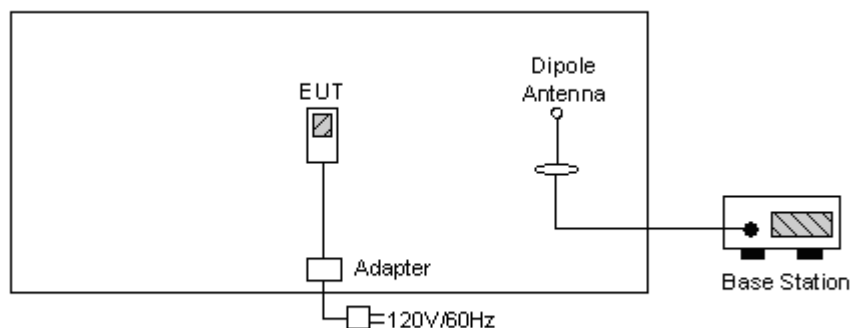 Dipole
Antenna
EUT
Adapter
Base Station
120V/60Hz